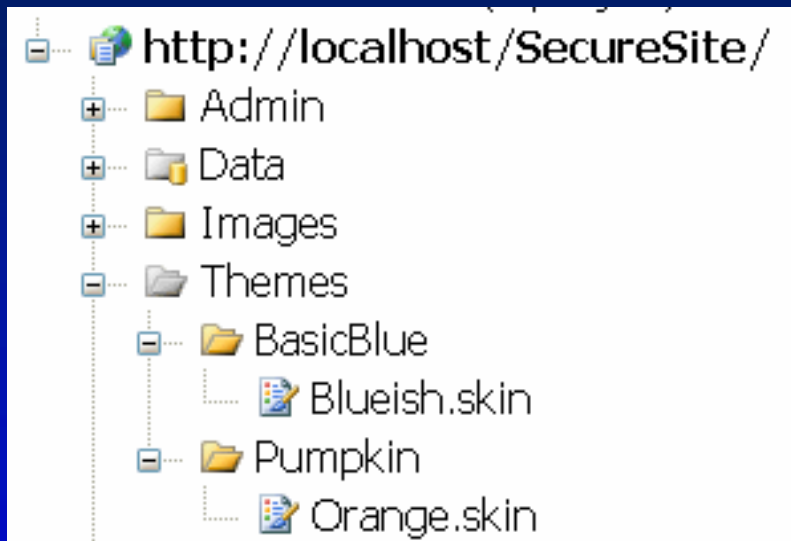 http://localhost/SecureSite/
Admin
Data
Images
Themes
BasicBlue
Blueish.skin
Pumpkin
Orange.skin